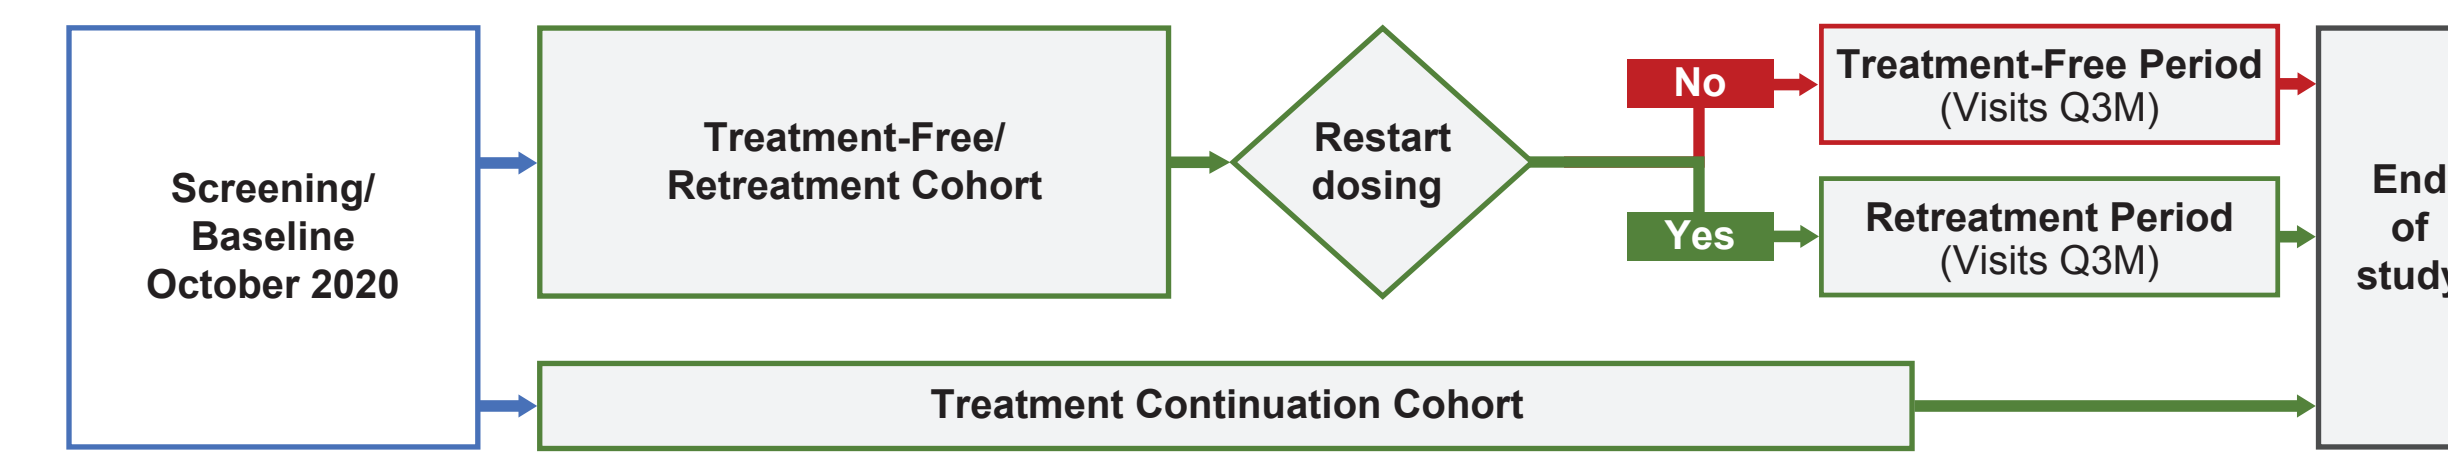 Screening/
Baseline
October 2020
Treatment-Free/
Retreatment Cohort
Restart
dosing
No
Yes
Treatment-Free Period
(Visits Q3M)
Retreatment Period
(Visits Q3M)
Treatment Continuation Cohort
End
of
study